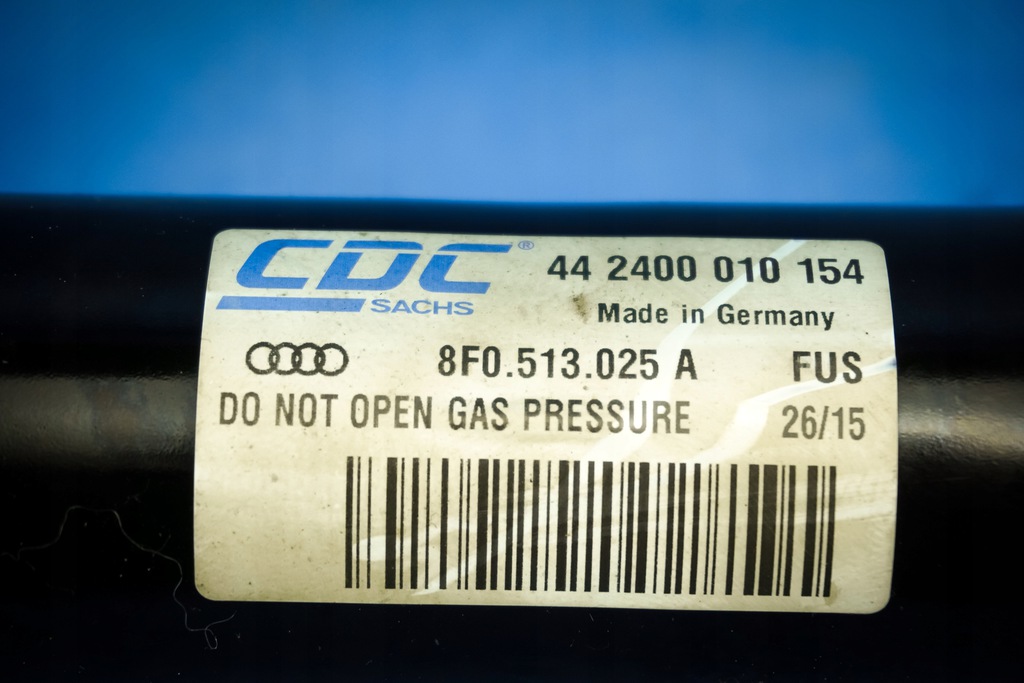 CDC® 44 2400 010 154
SACHS Made in Germany
8F0.513.025 A FUS
DO NOT OPEN GAS PRESSURE 26/15